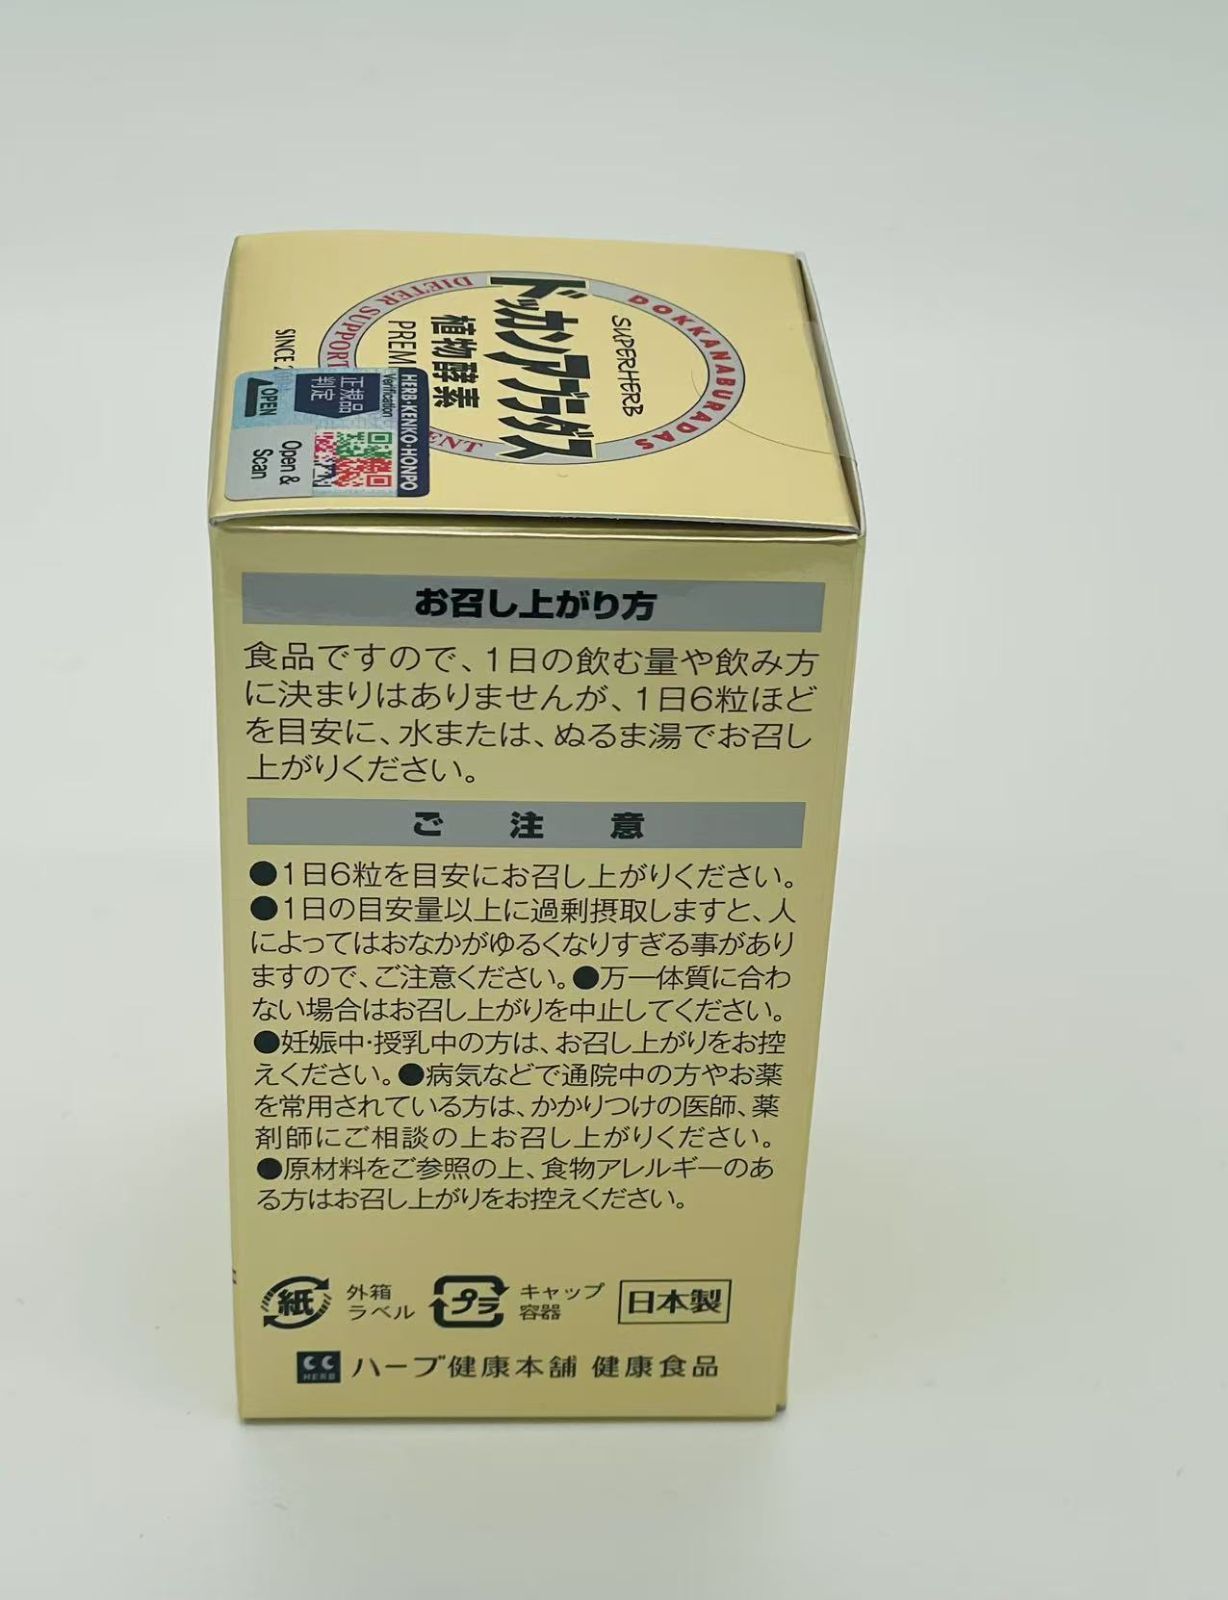 DOKKANABURADAS
SUPERHERB
ドッカンアブラダス
植物酵素
PREMI
DIETER SUPPORT
ENT
SINCE
HERB・KENKO・HONPO
Verification
正規品
判定
OPEN
Open &
Scan
お召し上がり方
食品ですので、1日の飲む量や飲み方
に決まりはありませんが、1日6粒ほど
を目安に、水または、ぬるま湯でお召し
上がりください。
ご注意
●1日6粒を目安にお召し上がりください。
●1日の目安量以上に過剰摂取しますと、人
によってはおなかがゆるくなりすぎる事があり
ますので、ご注意ください。●万一体質に合わ
ない場合はお召し上がりを中止してください。
●妊娠中・授乳中の方は、お召し上がりをお控
えください。●病気などで通院中の方やお薬
を常用されている方は、かかりつけの医師、薬
剤師にご相談の上お召し上がりください。
●原材料をご参照の上、食物アレルギーのあ
る方はお召し上がりをお控えください。
紙 外箱 プラ キャップ 日本製
ラベル 容器
CC HERB ハーブ健康本舗 健康食品